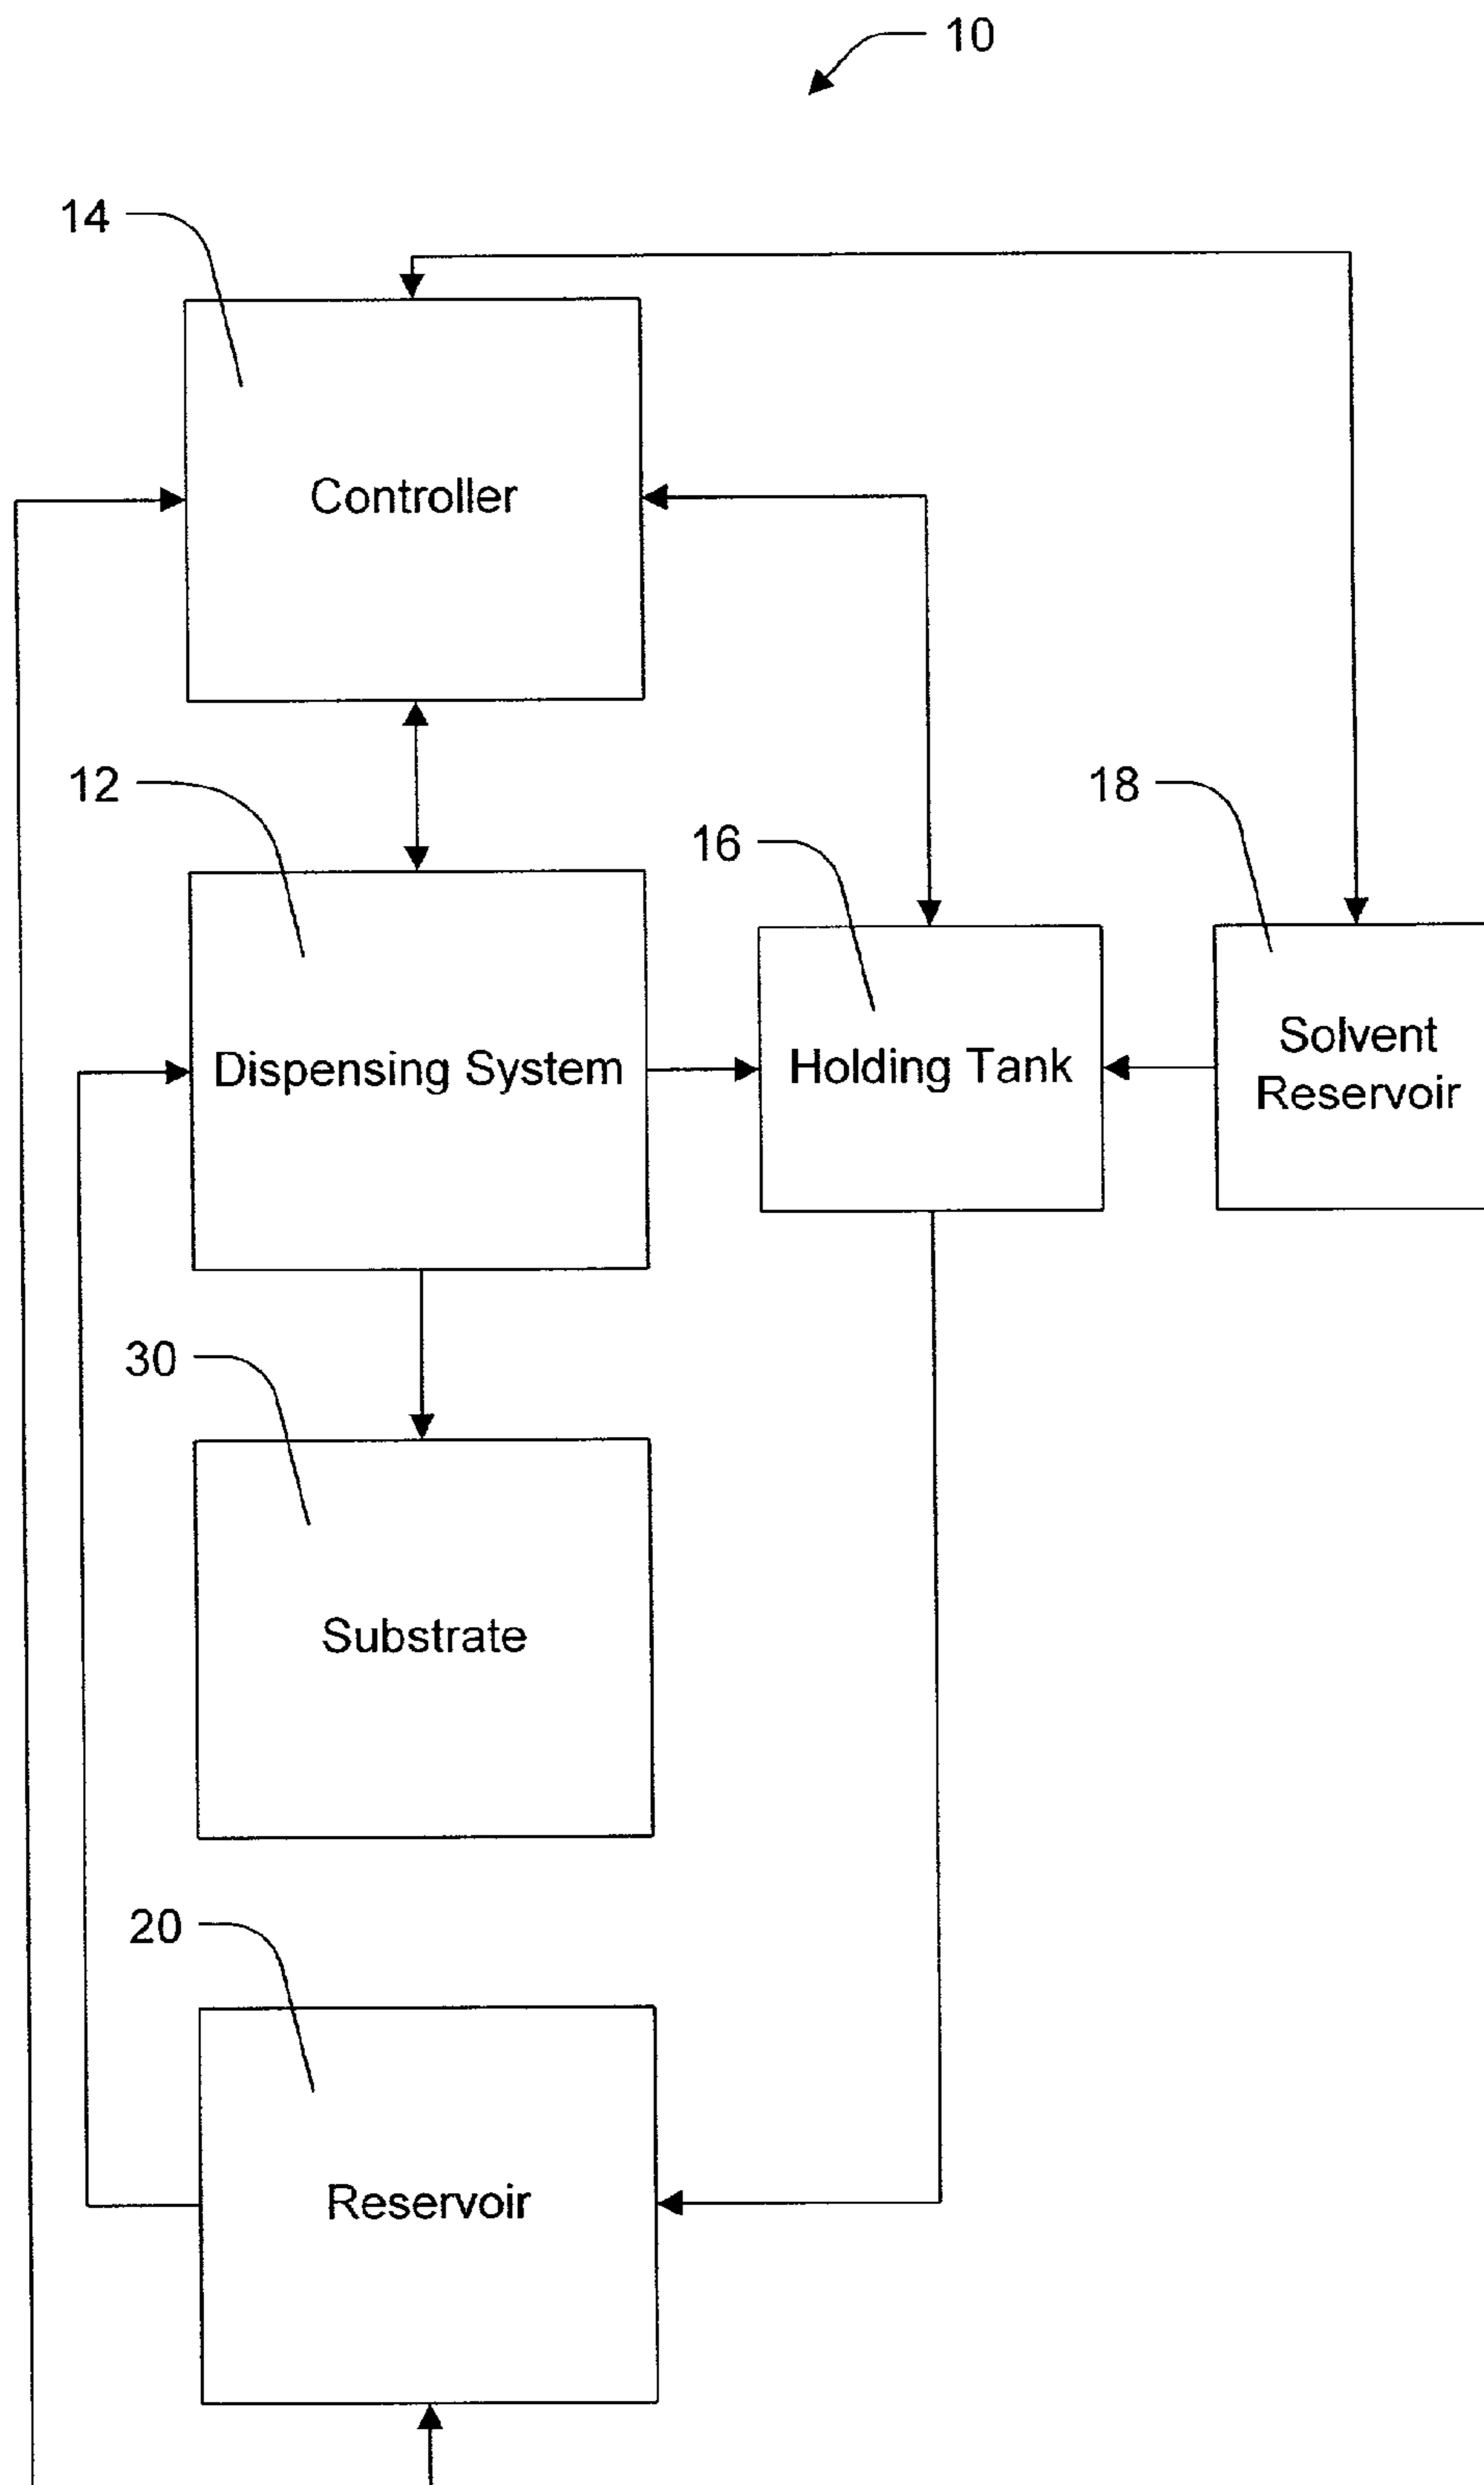 10
14
Controller
12
18
16
Solvent
Dispensing System
Holding Tank
Reservoir
30
Substrate
20
Reservoir